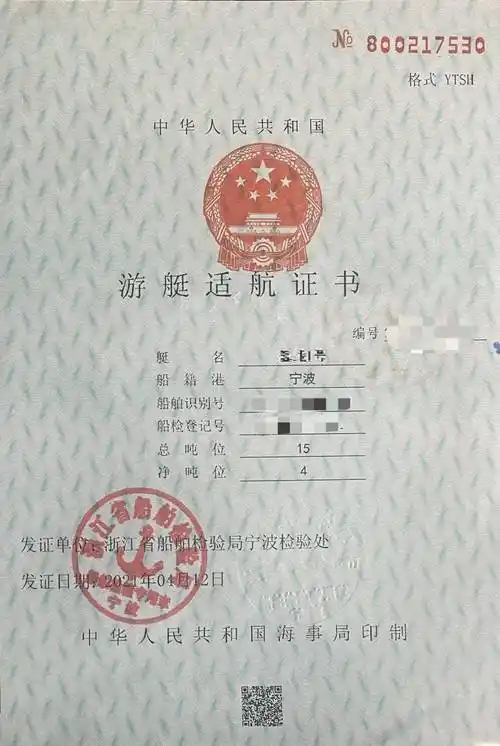 № 800217530
格式 YTSH
中华人民共和国
游艇适航证书
编号
艇名
船籍港 宁波
船舶识别号
船检登记号
总吨位 15
净吨位 4
发证单位：浙江省船舶检验局宁波检验处
发证日期：2021年04月12日
中华人民共和国海事局印制